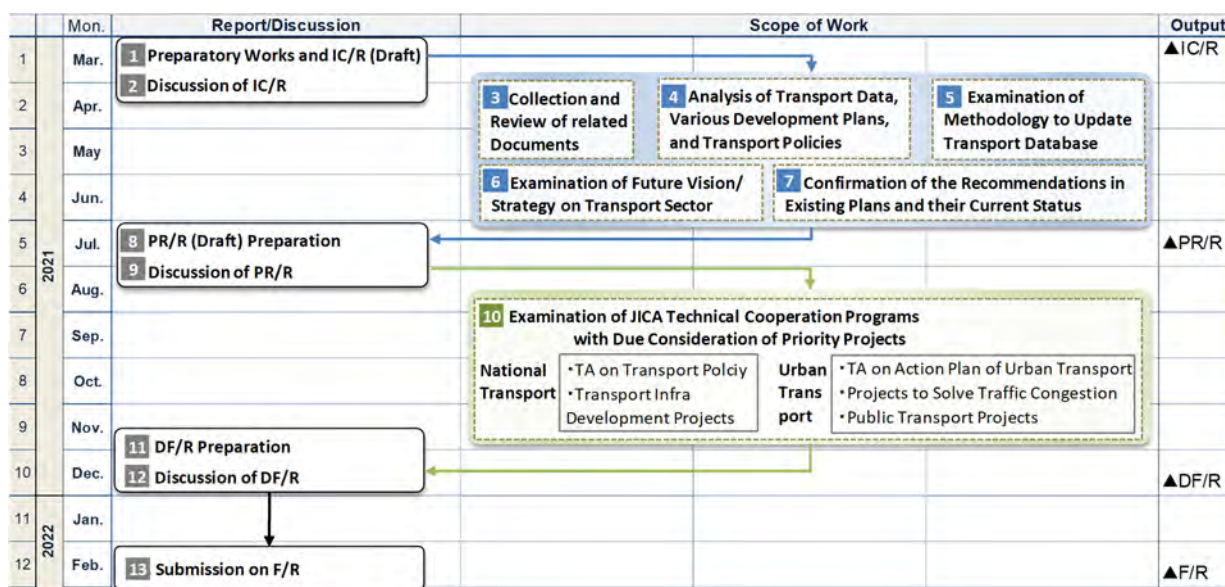 Mon.
Report/Discussion
Scope of Work
Output
2021
1
Mar.
1 Preparatory Works and IC/R (Draft)
2 Discussion of IC/R
▲IC/R
2
Apr.
3 Collection and
Review of related
Documents
4 Analysis of Transport Data,
Various Development Plans,
and Transport Policies
5 Examination of
Methodology to Update
Transport Database
3
May
4
Jun.
6 Examination of Future Vision/
Strategy on Transport Sector
7 Confirmation of the Recommendations in
Existing Plans and their Current Status
5
Jul.
8 PR/R (Draft) Preparation
9 Discussion of PR/R
▲PR/R
6
Aug.
7
Sep.
10 Examination of JICA Technical Cooperation Programs
with Due Consideration of Priority Projects
8
Oct.
National
Transport
・TA on Transport Polciy
・Transport Infra
Development Projects
Urban
Trans
port
・TA on Action Plan of Urban Transport
・Projects to Solve Traffic Congestion
・Public Transport Projects
9
Nov.
11 DF/R Preparation
12 Discussion of DF/R
10
Dec.
▲DF/R
2022
11
Jan.
12
Feb.
13 Submission on F/R
▲F/R